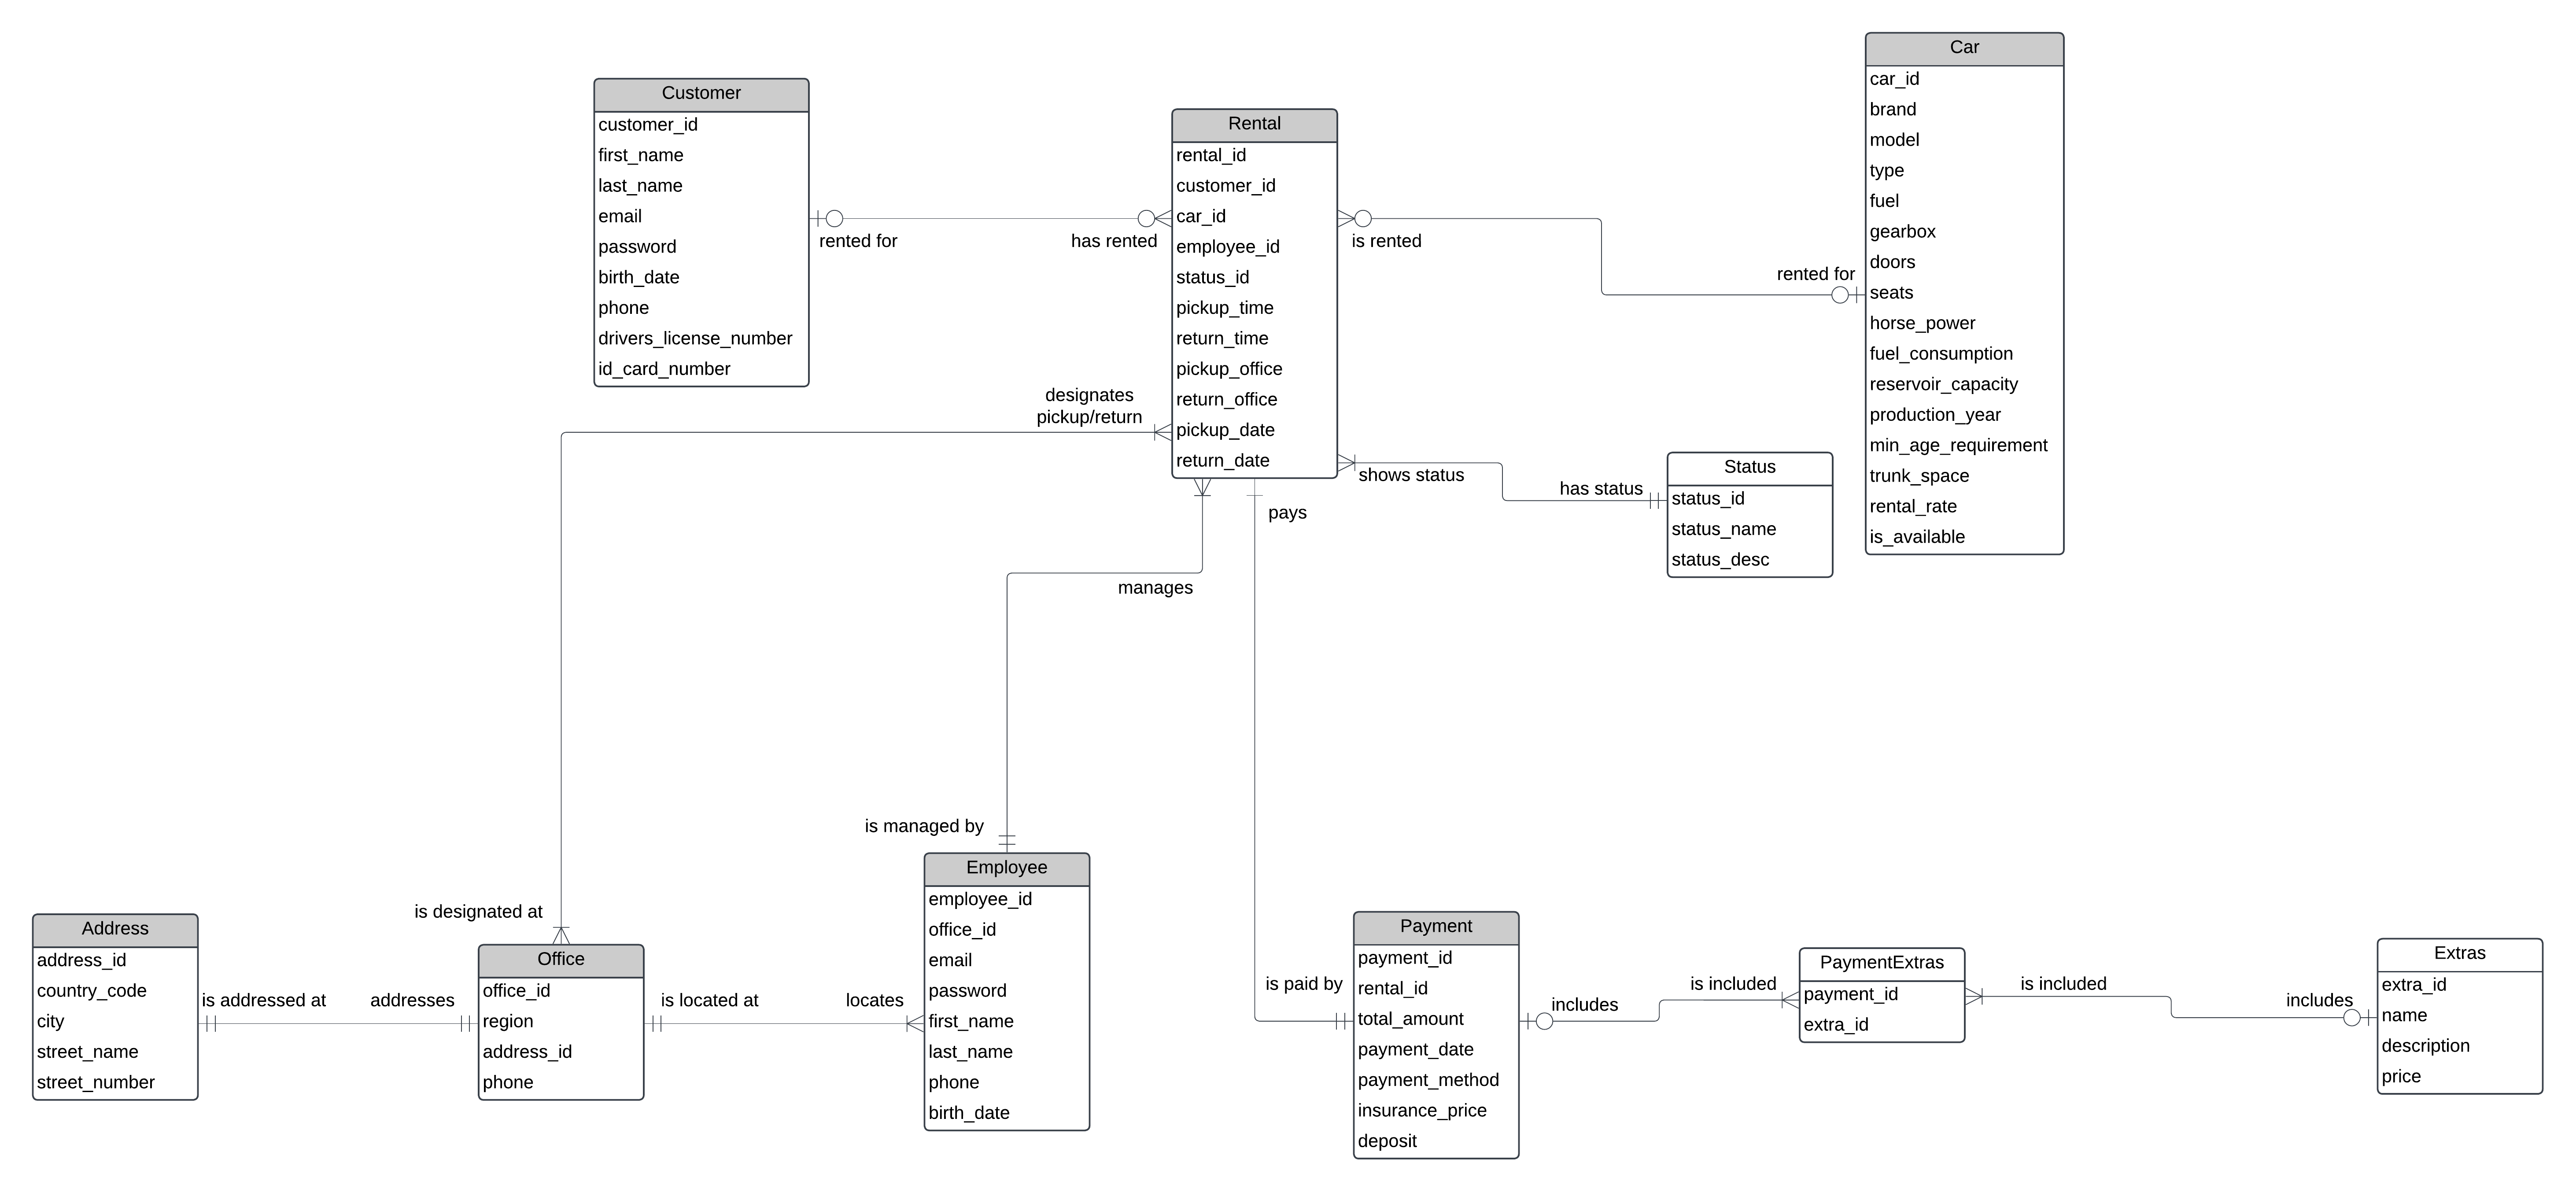 Customer
customer_id
first_name
last_name
email
password
birth_date
phone
drivers_license_number
id_card_number
rented for
has rented
Rental
rental_id
customer_id
car_id
employee_id
status_id
pickup_time
return_time
pickup_office
return_office
pickup_date
return_date
is rented
rented for
Car
car_id
brand
model
type
fuel
gearbox
doors
seats
horse_power
fuel_consumption
reservoir_capacity
production_year
min_age_requirement
trunk_space
rental_rate
is_available
designates
pickup/return
shows status
has status
Status
status_id
status_name
status_desc
pays
manages
is managed by
is designated at
Address
address_id
country_code
city
street_name
street_number
is addressed at
addresses
Office
office_id
region
address_id
phone
is located at
locates
Employee
employee_id
office_id
email
password
first_name
last_name
phone
birth_date
is paid by
Payment
payment_id
rental_id
total_amount
payment_date
payment_method
insurance_price
deposit
includes
is included
PaymentExtras
payment_id
extra_id
is included
includes
Extras
extra_id
name
description
price